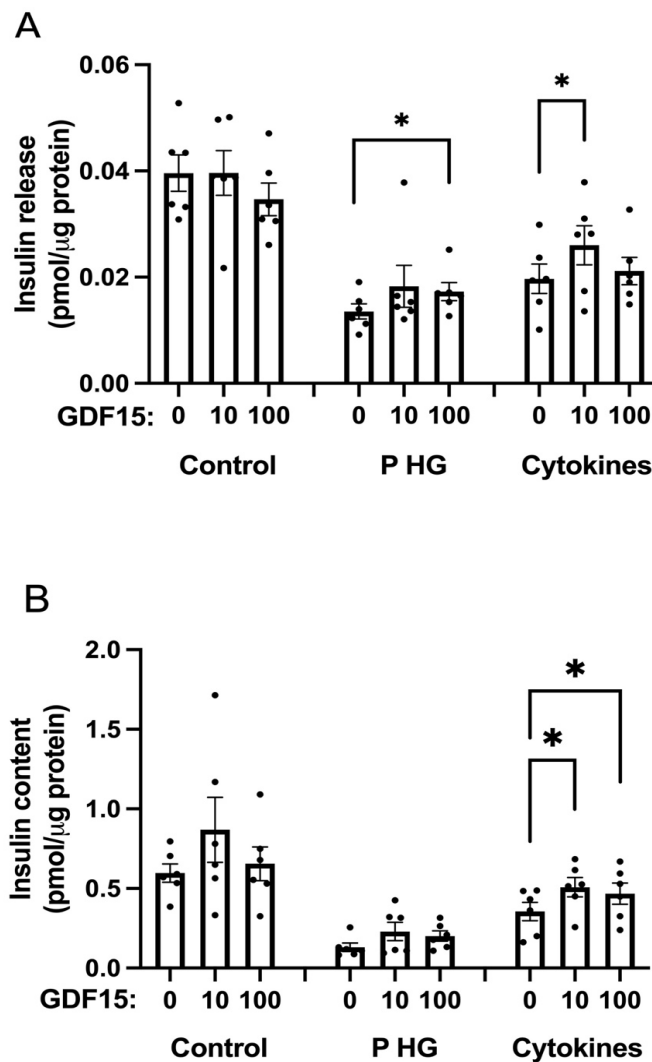 A
Insulin release
(pmol/μg protein)
0.06
0.04
0.02
0.00
*
*
GDF15: 0 10 100 0 10 100 0 10 100
Control P HG Cytokines
B
Insulin content
(pmol/μg protein)
2.0
1.5
1.0
0.5
0.0
*
*
GDF15: 0 10 100 0 10 100 0 10 100
Control P HG Cytokines